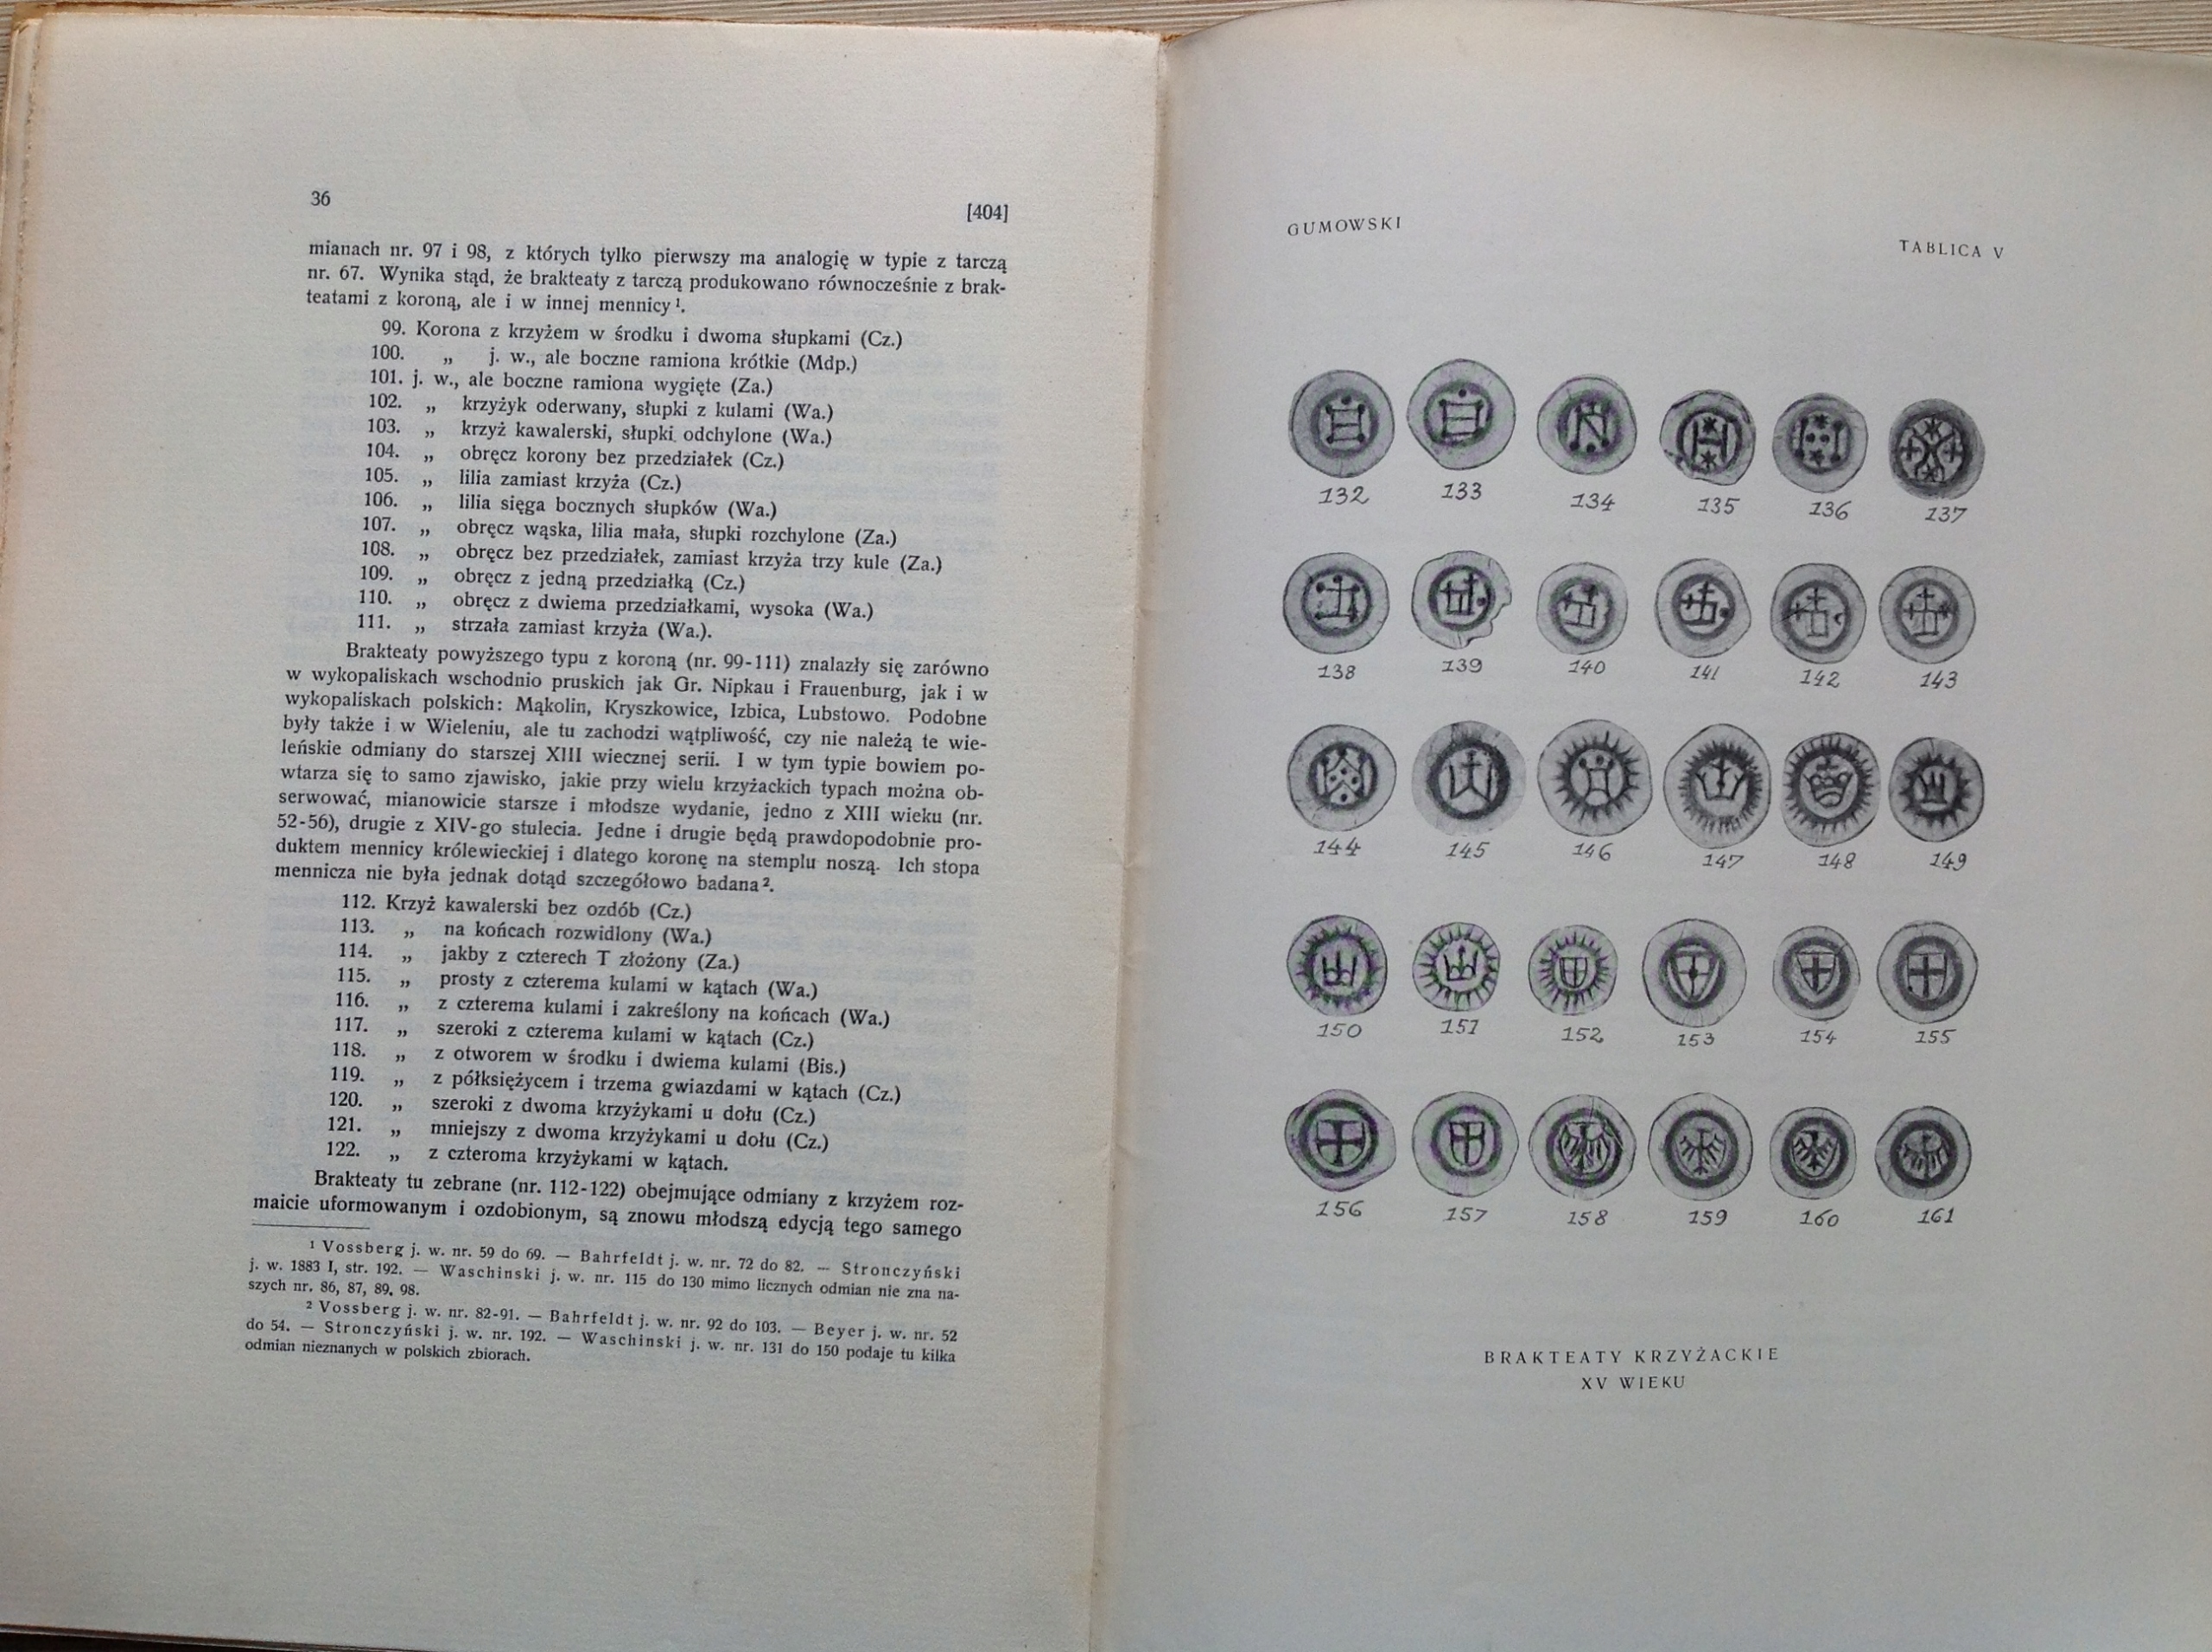 36
[404]
mianach nr. 97 i 98, z których tylko pierwszy ma analogię w typie z tarczą
nr. 67. Wynika stąd, że brakteaty z tarczą produkowano równocześnie z brak-
teatami z koroną, ale i w innej mennicy ¹.
99. Korona z krzyżem w środku i dwoma słupkami (Cz.)
100. „ j. w., ale boczne ramiona krótkie (Mdp.)
101. j. w., ale boczne ramiona wygięte (Za.)
102. „ krzyżyk oderwany, słupki z kulami (Wa.)
103. „ krzyż kawalerski, słupki odchylone (Wa.)
104. „ obręcz korony bez przedziałek (Cz.)
105. „ lilia zamiast krzyża (Cz.)
106. „ lilia sięga bocznych słupków (Wa.)
107. „ obręcz wąska, lilia mała, słupki rozchylone (Za.)
108. „ obręcz bez przedziałek, zamiast krzyża trzy kule (Za.)
109. „ obręcz z jedną przedziałką (Cz.)
110. „ obręcz z dwiema przedziałkami, wysoka (Wa.)
111. „ strzała zamiast krzyża (Wa.).
Brakteaty powyższego typu z koroną (nr. 99-111) znalazły się zarówno
w wykopaliskach wschodnio pruskich jak Gr. Nipkau i Frauenburg, jak i w
wykopaliskach polskich: Mąkolin, Kryszkowice, Izbica, Lubstowo. Podobne
były także i w Wieleniu, ale tu zachodzi wątpliwość, czy nie należą te wie-
leńskie odmiany do starszej XIII wiecznej serii. I w tym typie bowiem po-
wtarza się to samo zjawisko, jakie przy wielu krzyżackich typach można ob-
serwować, mianowicie starsze i młodsze wydanie, jedno z XIII wieku (nr.
52-56), drugie z XIV-go stulecia. Jedne i drugie będą prawdopodobnie pro-
duktem mennicy królewieckiej i dlatego koronę na stemplu noszą. Ich stopa
mennicza nie była jednak dotąd szczegółowo badana ².
112. Krzyż kawalerski bez ozdób (Cz.)
113. „ na końcach rozwidlony (Wa.)
114. „ jakby z czterech T złożony (Za.)
115. „ prosty z czterema kulami w kątach (Wa.)
116. „ z czterema kulami i zakreślony na końcach (Wa.)
117. „ szeroki z czterema kulami w kątach (Cz.)
118. „ z otworem w środku i dwiema kulami (Bis.)
119. „ z półksiężycem i trzema gwiazdami w kątach (Cz.)
120. „ szeroki z dwoma krzyżykami u dołu (Cz.)
121. „ mniejszy z dwoma krzyżykami u dołu (Cz.)
122. „ z czteroma krzyżykami w kątach.
Brakteaty tu zebrane (nr. 112-122) obejmujące odmiany z krzyżem roz-
maicie uformowanym i ozdobionym, są znowu młodszą edycją tego samego
¹ Vossberg j. w. nr. 59 do 69. — Bahrfeldt j. w. nr. 72 do 82. — Stronczyński
j. w. 1883 I, str. 192. — Waschinski j. w. nr. 115 do 130 mimo licznych odmian nie zna na-
szych nr. 86, 87, 89, 98.
² Vossberg j. w. nr. 82-91. — Bahrfeldt j. w. nr. 92 do 103. — Beyer j. w. nr. 52
do 54. — Stronczyński j. w. nr. 192. — Waschinski j. w. nr. 131 do 150 podaje tu kilka
odmian nieznanych w polskich zbiorach.
GUMOWSKI
TABLICA V
132 133 134 135 136 137
138 139 140 141 142 143
144 145 146 147 148 149
150 151 152 153 154 155
156 157 158 159 160 161
BRAKTEATY KRZYŻACKIE
XV WIEKU